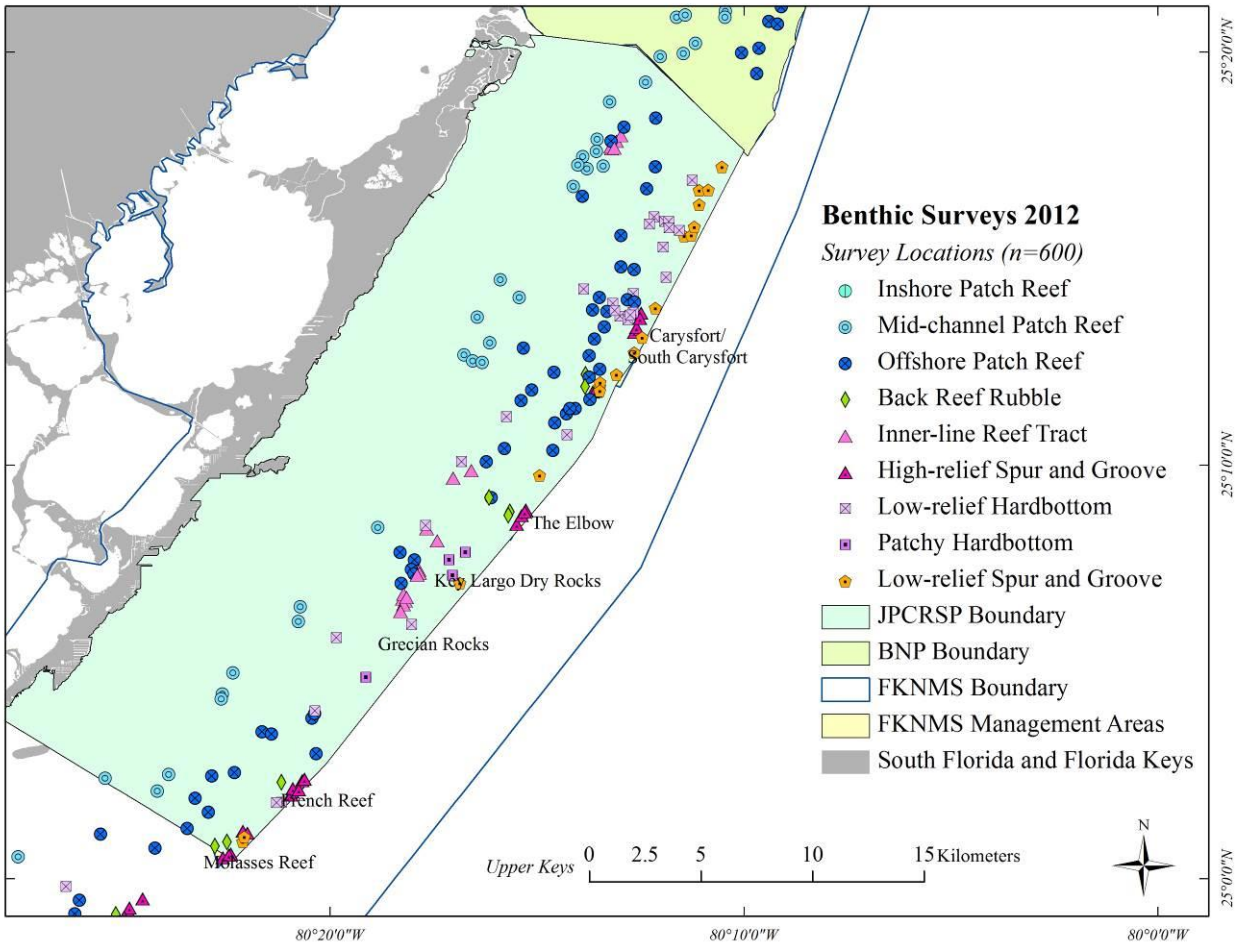 25°20'0"N
Benthic Surveys 2012
Survey Locations (n=600)
Inshore Patch Reef
Mid-channel Patch Reef
Offshore Patch Reef
Back Reef Rubble
Inner-line Reef Tract
High-relief Spur and Groove
Low-relief Hardbottom
Patchy Hardbottom
Low-relief Spur and Groove
JPCRSP Boundary
BNP Boundary
FKNMS Boundary
FKNMS Management Areas
South Florida and Florida Keys
Carysfort/
South Carysfort
25°10'0"N
The Elbow
Key Largo Dry Rocks
Grecian Rocks
French Reef
Molasses Reef
Upper Keys 0 2.5 5 10 15 Kilometers
N
25°0'0"N
80°20'0"W
80°10'0"W
80°0'0"W